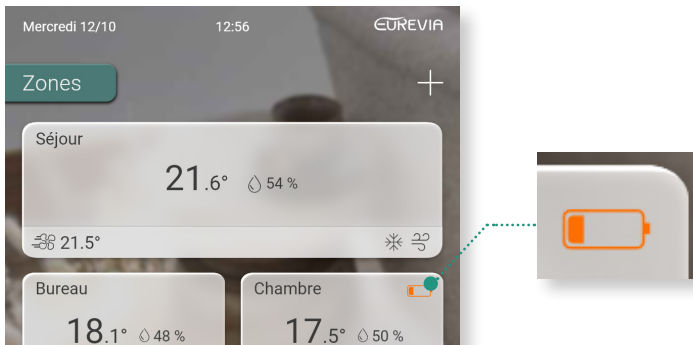 Mercredi 12/10 12:56 EUREVIA
Zones
Séjour
21.6° 54 %
21.5°
Bureau Chambre
18.1° 48 % 17.5° 50 %